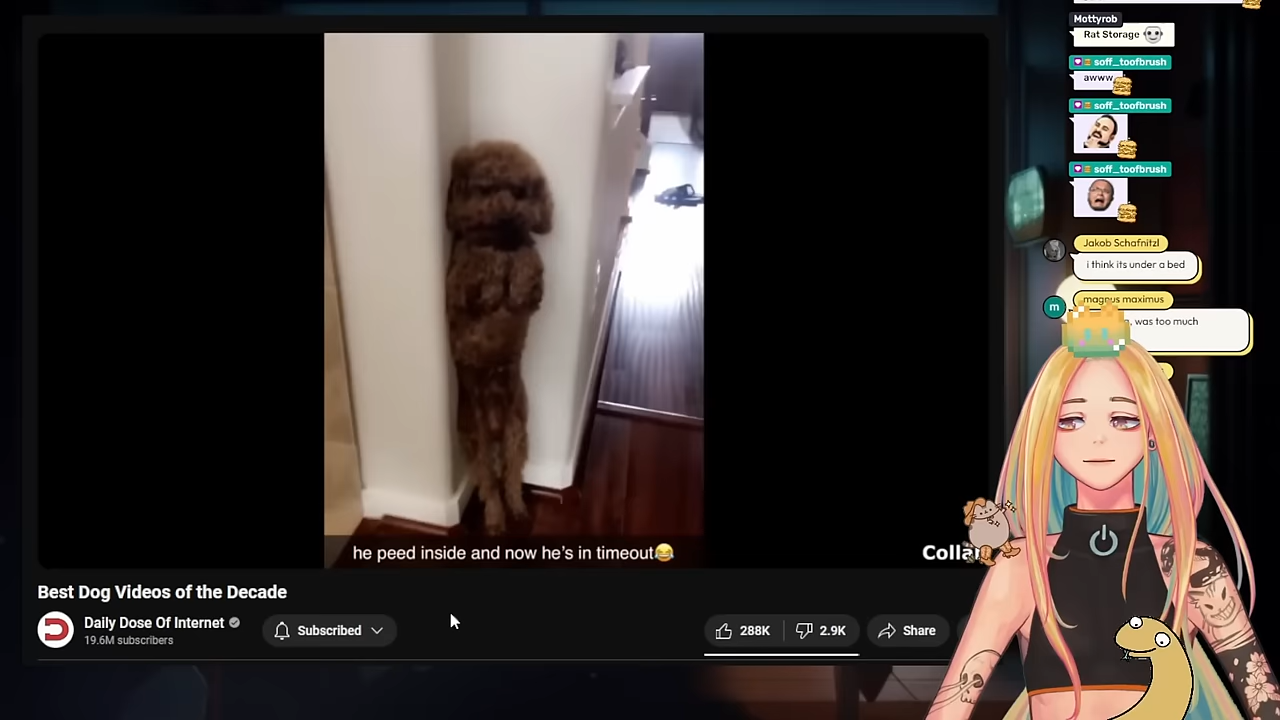 Mottyrob
Rat Storage
soff_toofbrush
awww
soff_toofbrush
soff_toofbrush
Jakob Schafnitzl
i think its under a bed
m
magnus maximus
, was too much
he peed inside and now he's in timeout😂
Collar
Best Dog Videos of the Decade
Daily Dose Of Internet
19.6M subscribers
Subscribed
288K
2.9K
Share